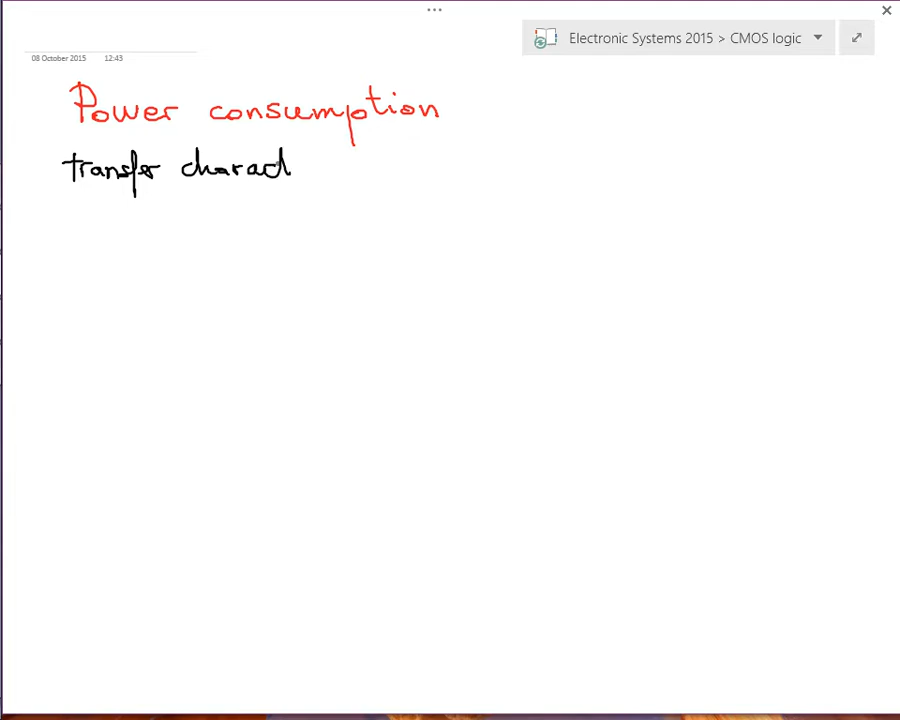 Electronic Systems 2015 > CMOS logic
08 October 2015 12:43
Power consumption
transfer charact